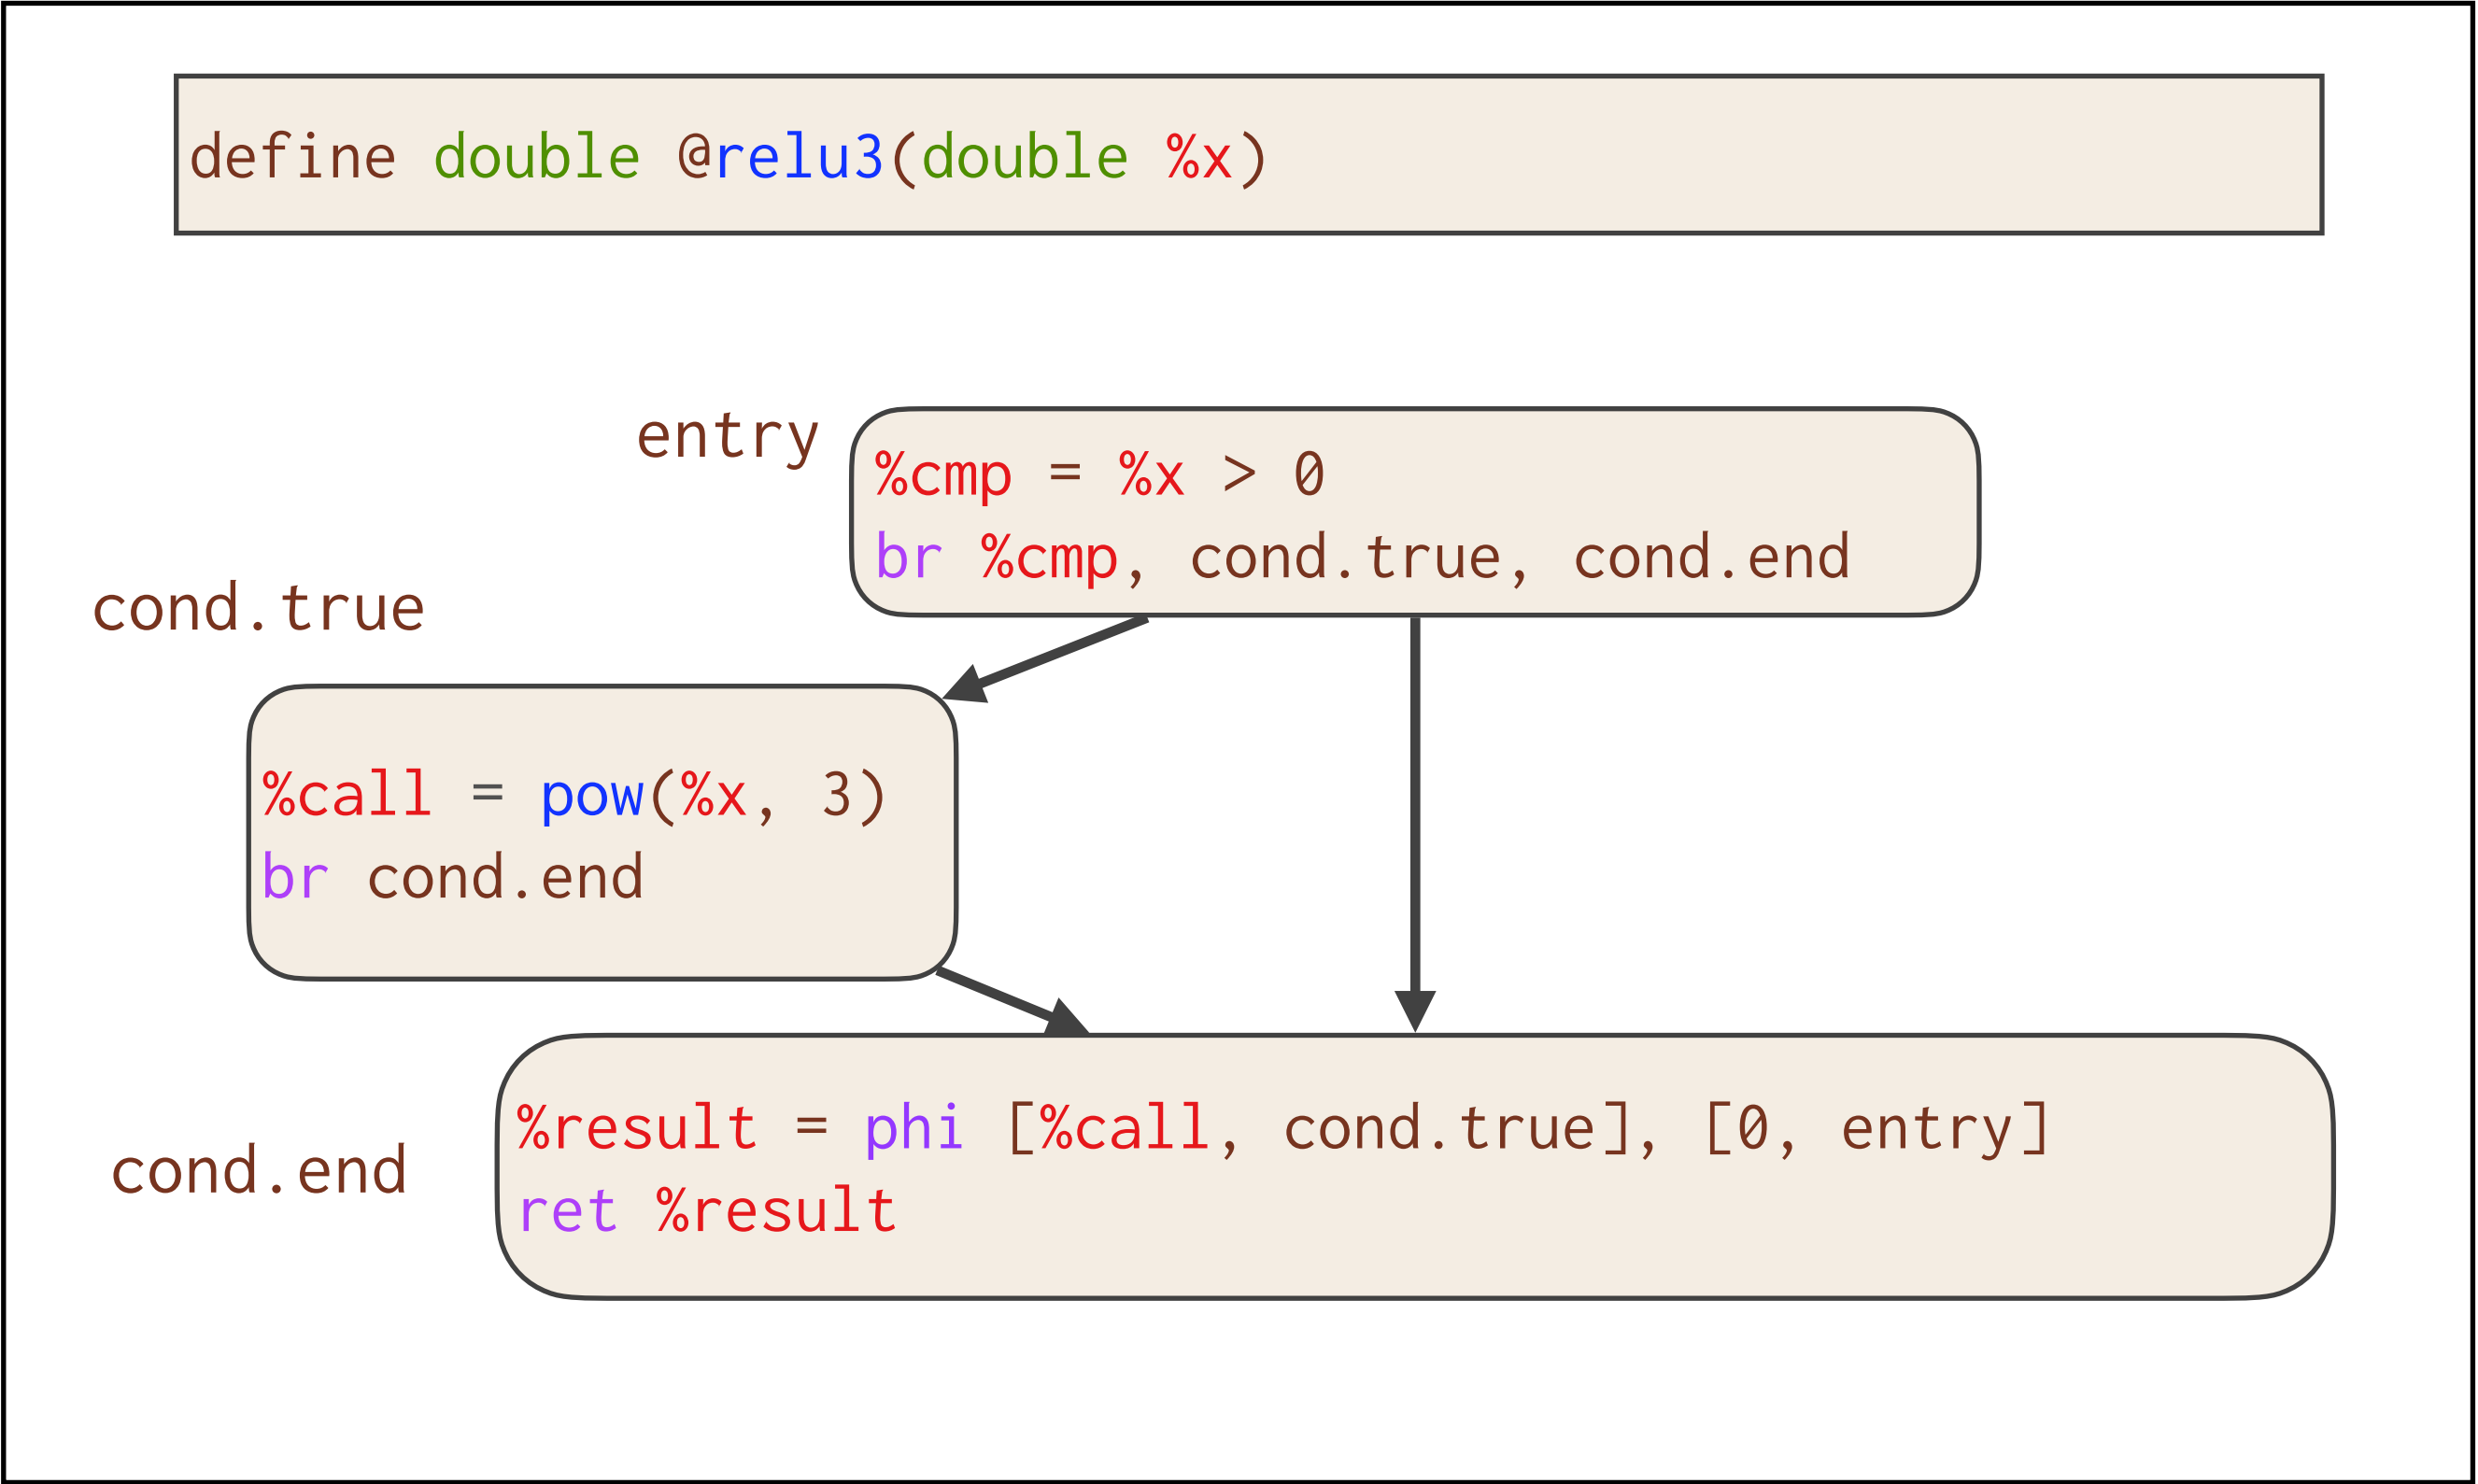 define double @relu3(double %x)
entry
%cmp = %x > 0
br %cmp, cond.true, cond.end
cond.true
%call = pow(%x, 3)
br cond.end
cond.end
%result = phi [%call, cond.true], [0, entry]
ret %result